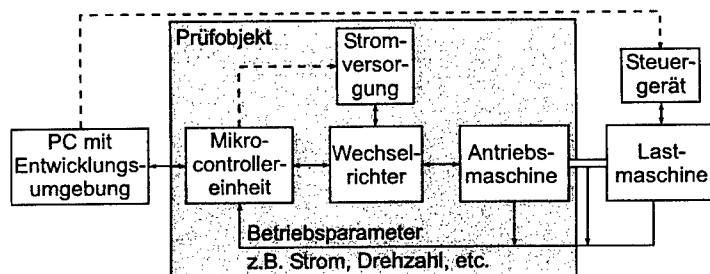 Prüfobjekt
Strom-
versor-
gung
Steuer-
gerät
PC mit
Entwicklungs-
umgebung
Mikro-
controller-
einheit
Wechsel-
richter
Antriebs-
maschine
Last-
maschine
Betriebsparameter
z.B. Strom, Drehzahl, etc.